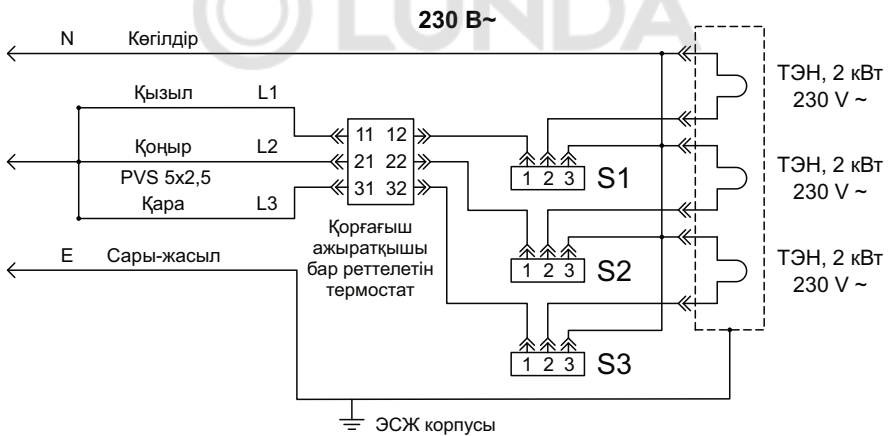 LUNDA
230 В~
N Көгілдір
Қызыл L1
Қоңыр L2
PVS 5x2,5
Қара L3
E Сары-жасыл
11 12
21 22
31 32
Қорғағыш
ажыратқышы
бар реттелетін
термостат
1 2 3 S1
1 2 3 S2
1 2 3 S3
ТЭН, 2 кВт
230 V ~
ТЭН, 2 кВт
230 V ~
ТЭН, 2 кВт
230 V ~
ЭСЖ корпусы